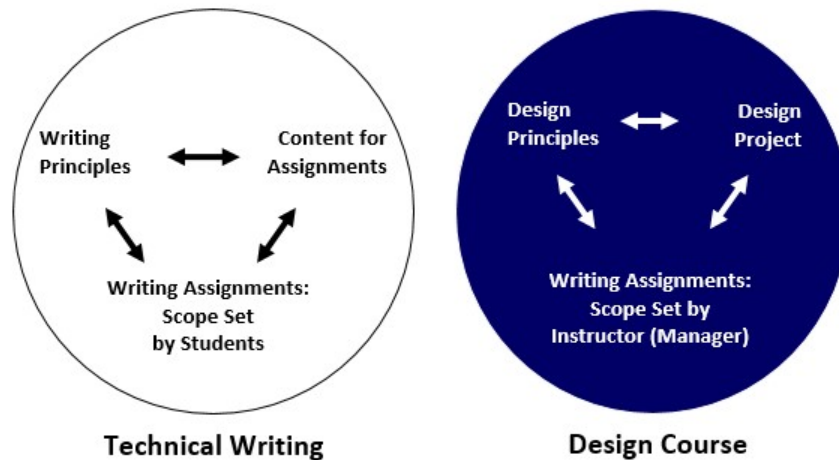 Writing
Principles
Content for
Assignments
Writing Assignments:
Scope Set
by Students
Technical Writing
Design
Principles
Design
Project
Writing Assignments:
Scope Set by
Instructor (Manager)
Design Course